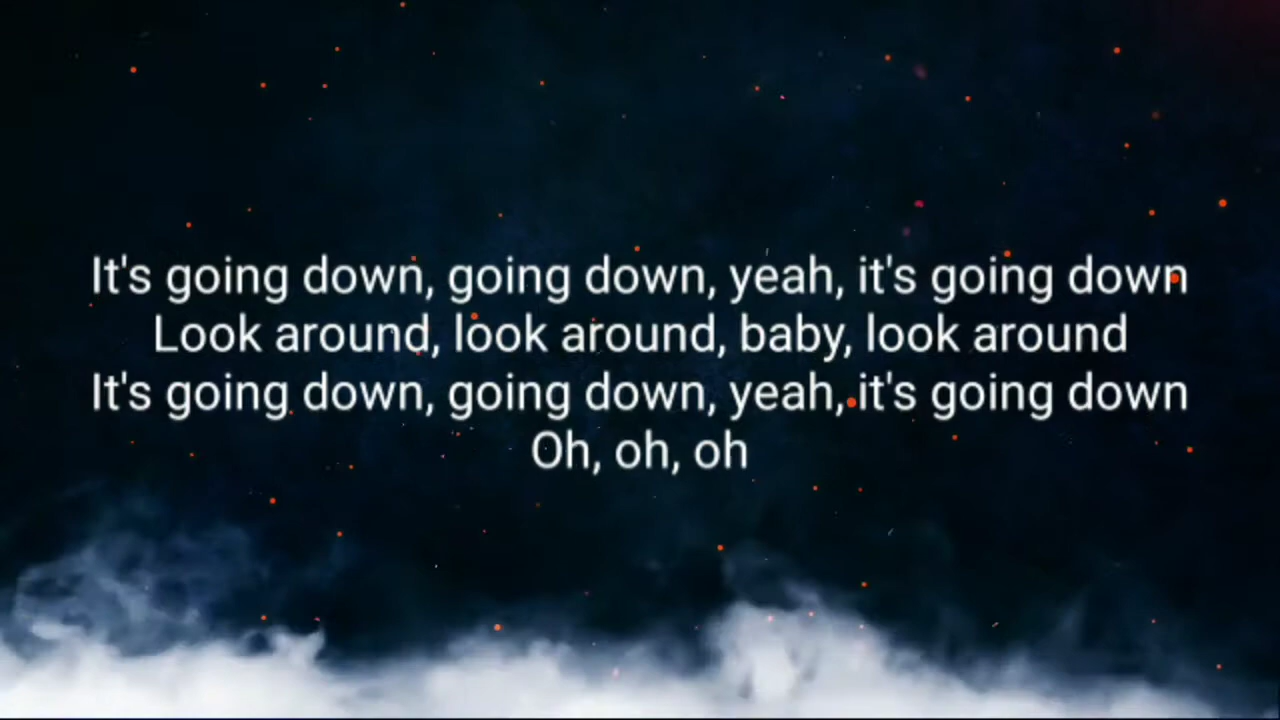 It's going down, going down, yeah, it's going down
Look around, look around, baby, look around
It's going down, going down, yeah, it's going down
Oh, oh, oh